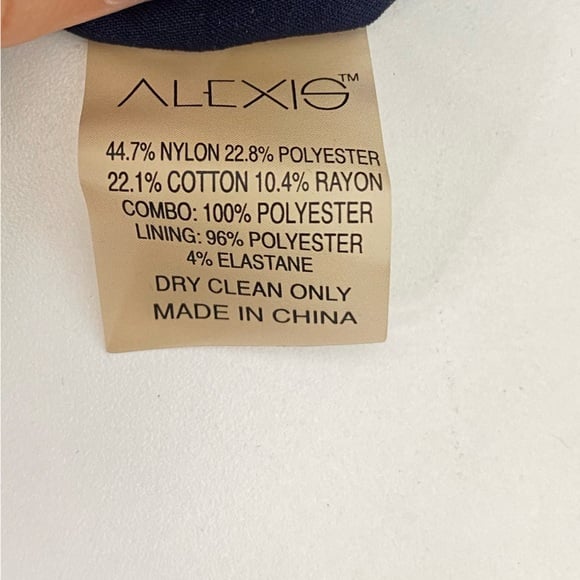 ALEXIS™
44.7% NYLON 22.8% POLYESTER
22.1% COTTON 10.4% RAYON
COMBO: 100% POLYESTER
LINING: 96% POLYESTER
4% ELASTANE
DRY CLEAN ONLY
MADE IN CHINA